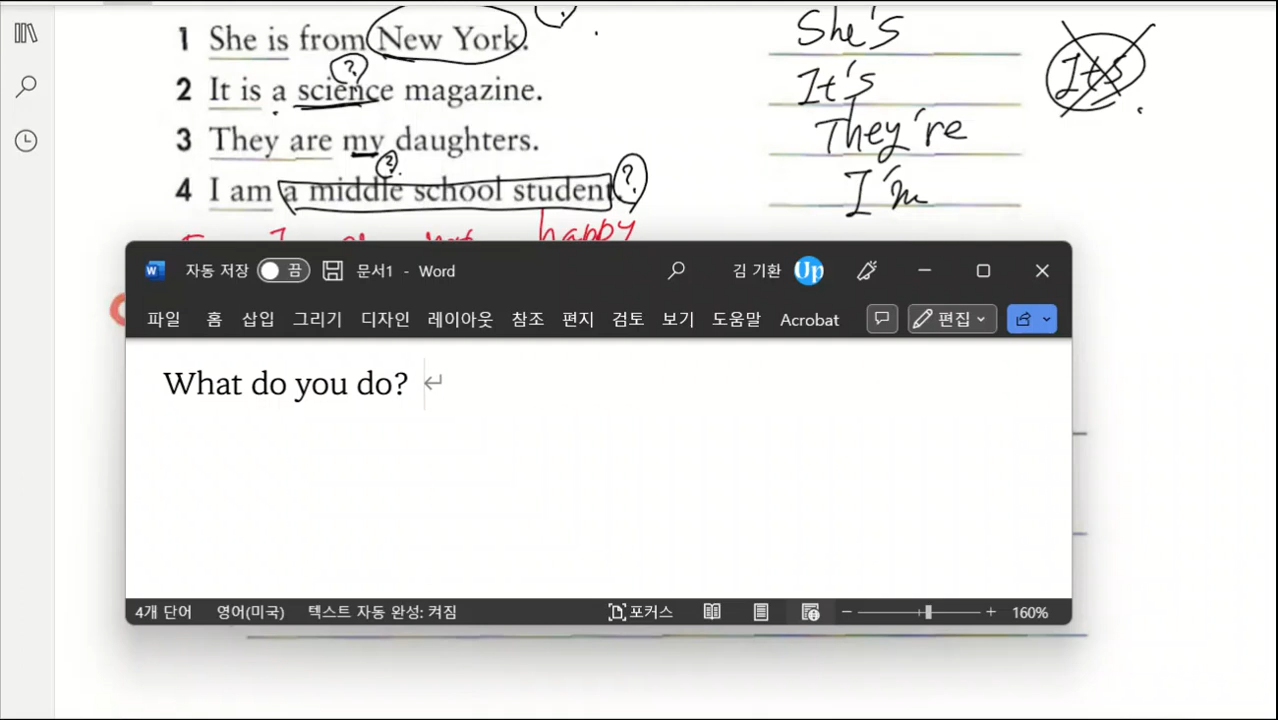 1 She is from New York. She's
2 It is a science magazine. It's Its
3 They are my daughters. They're
4 I am a middle school student. I'm
happy
자동 저장 끔 문서1 - Word 김 기환 Up
파일 홈 삽입 그리기 디자인 레이아웃 참조 편지 검토 보기 도움말 Acrobat 편집
What do you do?
4개 단어 영어(미국) 텍스트 자동 완성: 켜짐 포커스 160%